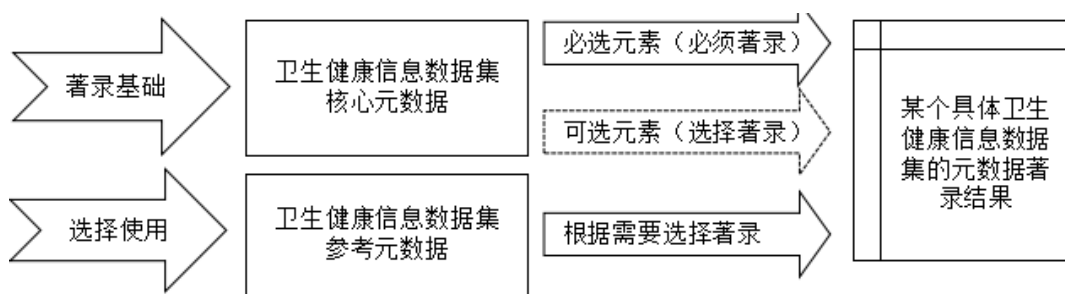 著录基础
卫生健康信息数据集
核心元数据
必选元素（必须著录）
可选元素（选择著录）
选择使用
卫生健康信息数据集
参考元数据
根据需要选择著录
某个具体卫生
健康信息数据
集的元数据著
录结果